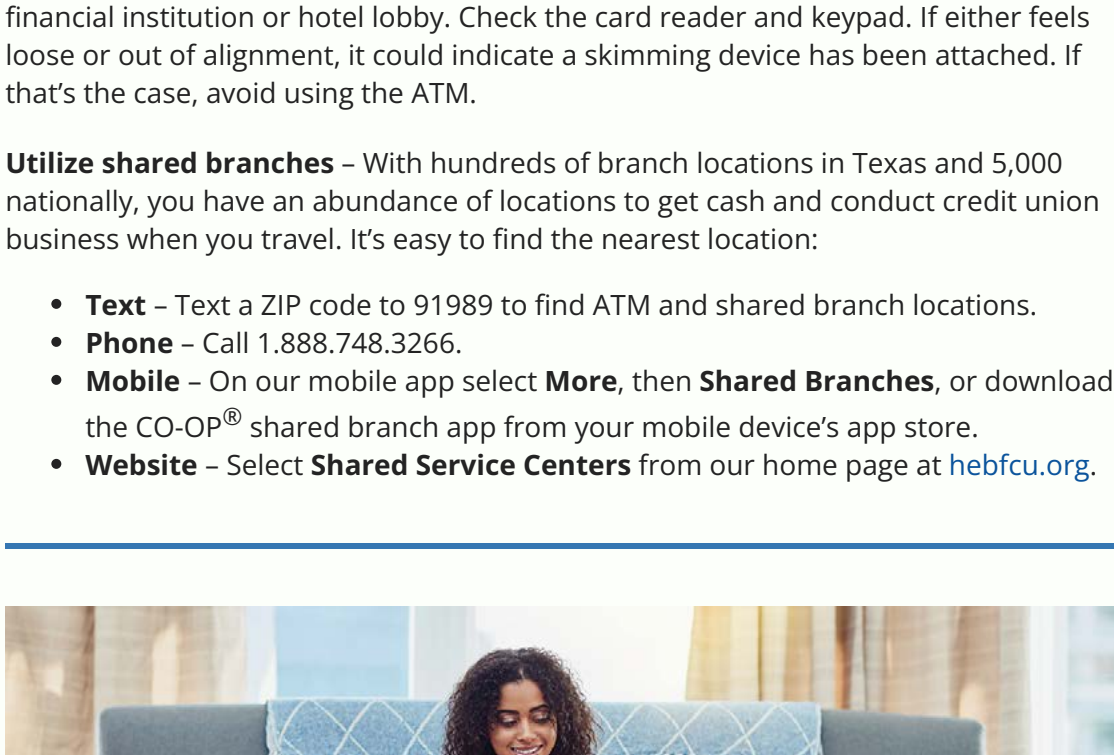 financial institution or hotel lobby. Check the card reader and keypad. If either feels
loose or out of alignment, it could indicate a skimming device has been attached. If
that’s the case, avoid using the ATM.
Utilize shared branches – With hundreds of branch locations in Texas and 5,000
nationally, you have an abundance of locations to get cash and conduct credit union
business when you travel. It’s easy to find the nearest location:
• Text – Text a ZIP code to 91989 to find ATM and shared branch locations.
• Phone – Call 1.888.748.3266.
• Mobile – On our mobile app select More, then Shared Branches, or download
the CO-OP® shared branch app from your mobile device’s app store.
• Website – Select Shared Service Centers from our home page at hebfcu.org.